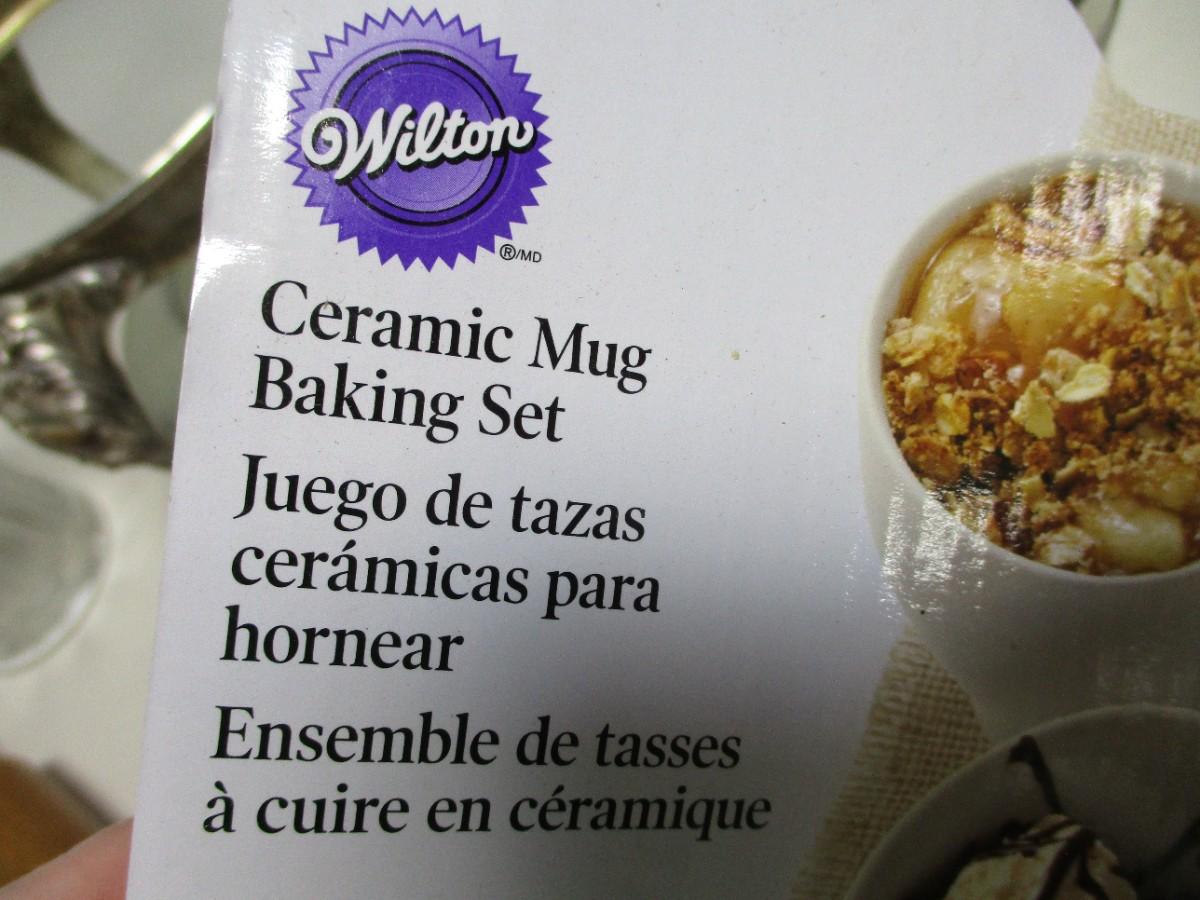 Wilton
®/MD
Ceramic Mug
Baking Set
Juego de tazas
cerámicas para
hornear
Ensemble de tasses
à cuire en céramique